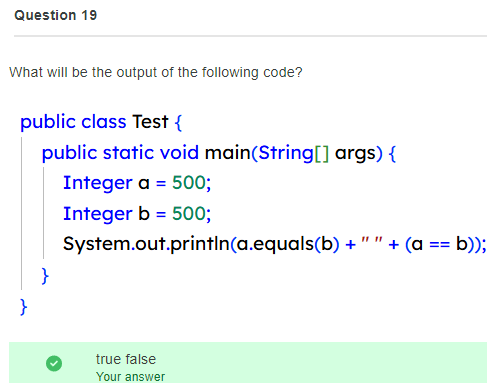 Question 19
What will be the output of the following code?
public class Test {
public static void main(String[] args) {
Integer a = 500;
Integer b = 500;
System.out.println(a.equals(b) + " " + (a == b));
}
}
true false
Your answer